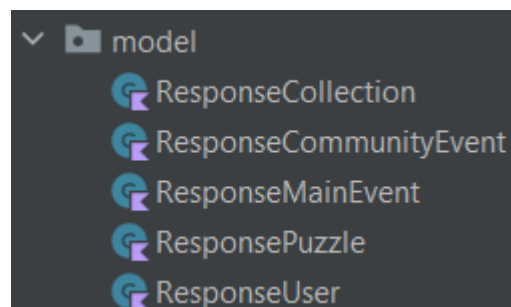 model
ResponseCollection
ResponseCommunityEvent
ResponseMainEvent
ResponsePuzzle
ResponseUser